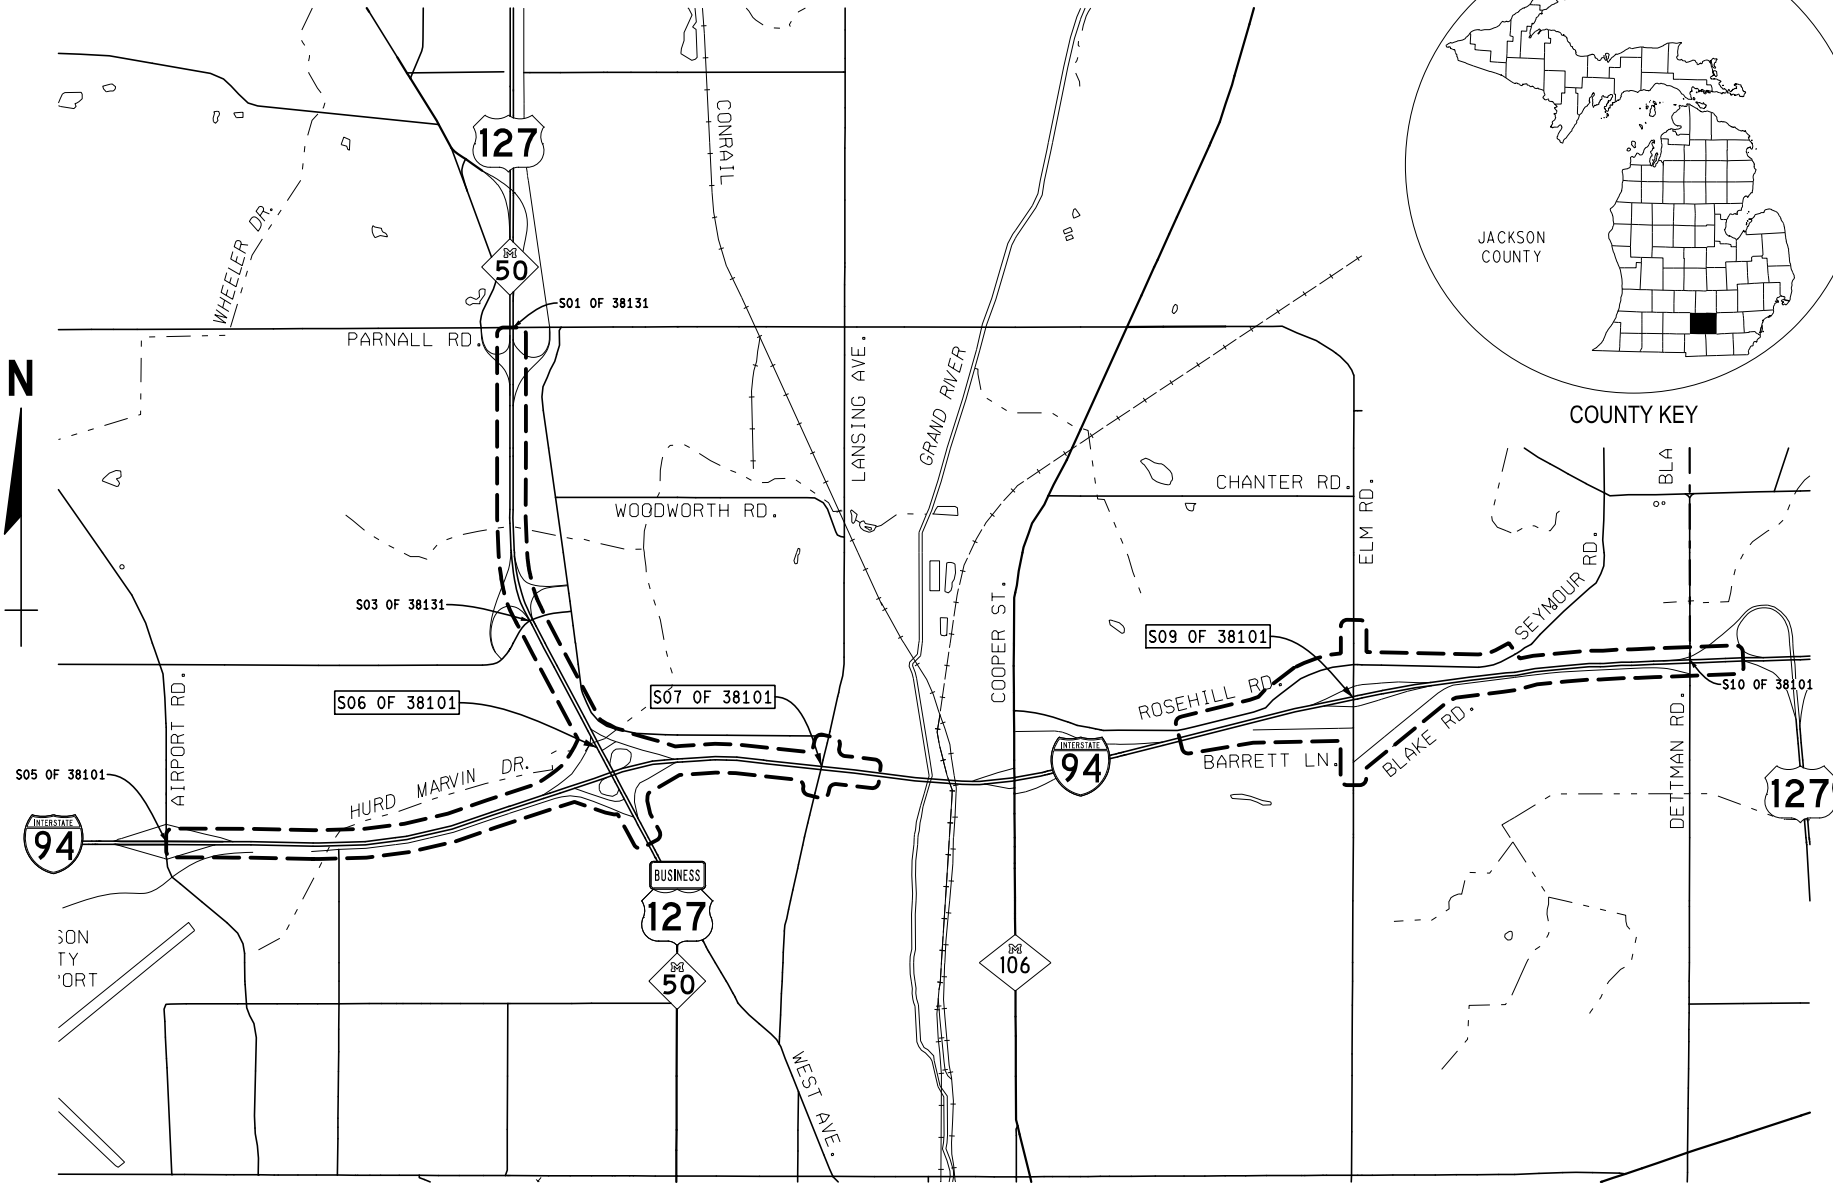 127
CONRAIL
WHEELER DR.
M
50
S01 OF 38131
PARNALL RD.
N
LANSING AVE.
GRAND RIVER
JACKSON
COUNTY
COUNTY KEY
CHANTER RD.
ELM RD.
BLA
WOODWORTH RD.
SEYMOUR RD.
S03 OF 38131
COOPER ST.
S09 OF 38101
S06 OF 38101
S07 OF 38101
ROSEHILL RD.
S10 OF 38101
AIRPORT RD.
DETTMAN RD.
BLAKE RD.
BARRETT LN.
INTERSTATE
94
HURD MARVIN DR.
S05 OF 38101
127
INTERSTATE
94
BUSINESS
127
M
50
M
106
SON
TY
PORT
WEST AVE.